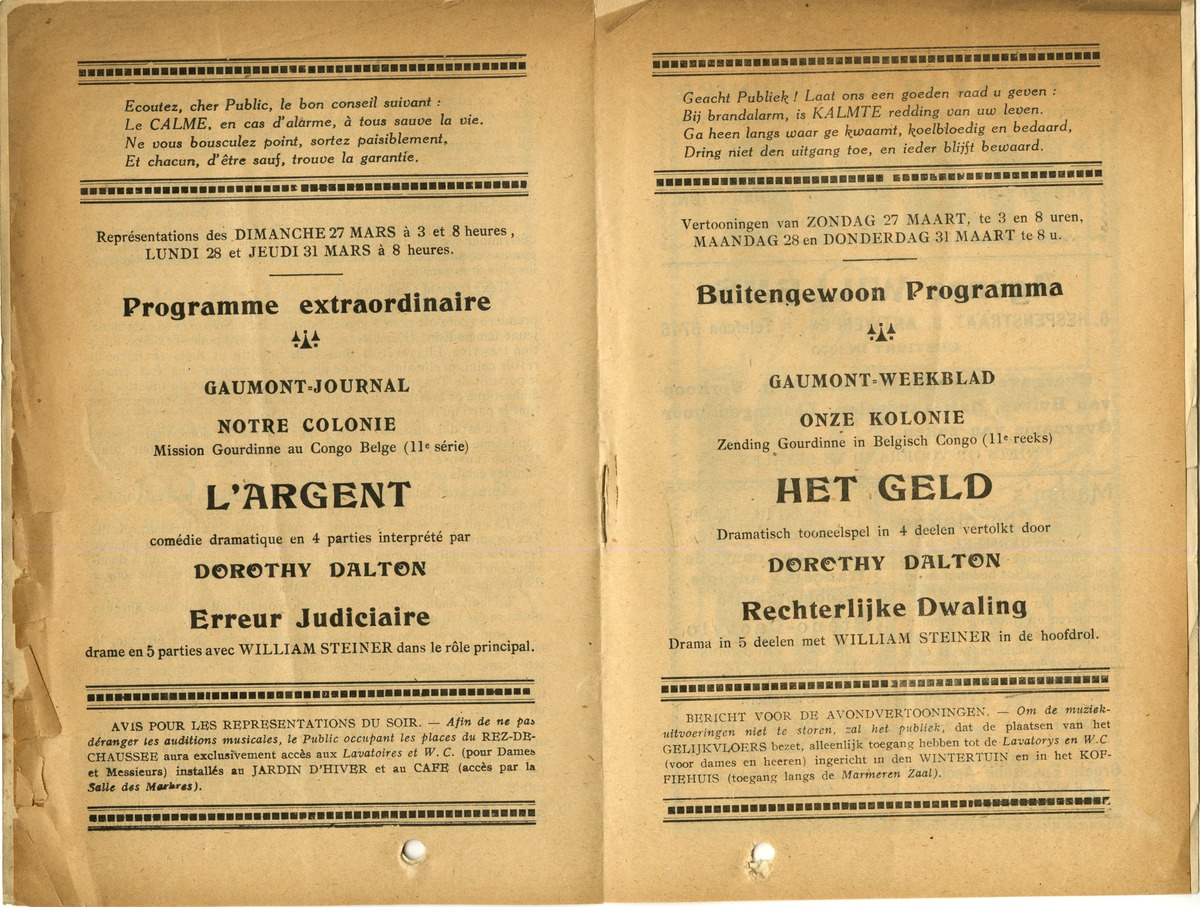 Ecoutez, cher Public, le bon conseil suivant :
Le CALME, en cas d'alarme, à tous sauve la vie.
Ne vous bousculez point, sortez paisiblement,
Et chacun, d'être sauf, trouve la garantie.
Représentations des DIMANCHE 27 MARS à 3 et 8 heures,
LUNDI 28 et JEUDI 31 MARS à 8 heures.
Programme extraordinaire
GAUMONT=JOURNAL
NOTRE COLONIE
Mission Gourdinne au Congo Belge (11e série)
L'ARGENT
comédie dramatique en 4 parties interprété par
DOROTHY DALTON
Erreur Judiciaire
drame en 5 parties avec WILLIAM STEINER dans le rôle principal.
AVIS POUR LES REPRESENTATIONS DU SOIR. — Afin de ne pas
déranger les auditions musicales, le Public occupant les places du REZ-DE-
CHAUSSEE aura exclusivement accès aux Lavatoires et W. C. (pour Dames
et Messieurs) installés au JARDIN D'HIVER et au CAFE (accès par la
Salle des Marbres).
Geacht Publiek ! Laat ons een goeden raad u geven :
Bij brandalarm, is KALMTE redding van uw leven.
Ga heen langs waar ge kwaamt, koelbloedig en bedaard,
Dring niet den uitgang toe, en ieder blijft bewaard.
Vertooningen van ZONDAG 27 MAART, te 3 en 8 uren,
MAANDAG 28 en DONDERDAG 31 MAART te 8 u.
Buitengewoon Programma
GAUMONT=WEEKBLAD
ONZE KOLONIE
Zending Gourdinne in Belgisch Congo (11e reeks)
HET GELD
Dramatisch tooneelspel in 4 deelen vertolkt door
DOROTHY DALTON
Rechterlijke Dwaling
Drama in 5 deelen met WILLIAM STEINER in de hoofdrol.
BERICHT VOOR DE AVONDVERTOONINGEN. — Om de muziek-
uitvoeringen niet te storen, zal het publiek, dat de plaatsen van het
GELIJKVLOERS bezet, alleenlijk toegang hebben tot de Lavatorys en W.C.
(voor dames en heeren) ingericht in den WINTERTUIN en in het KOF-
FIEHUIS (toegang langs de Marmeren Zaal).